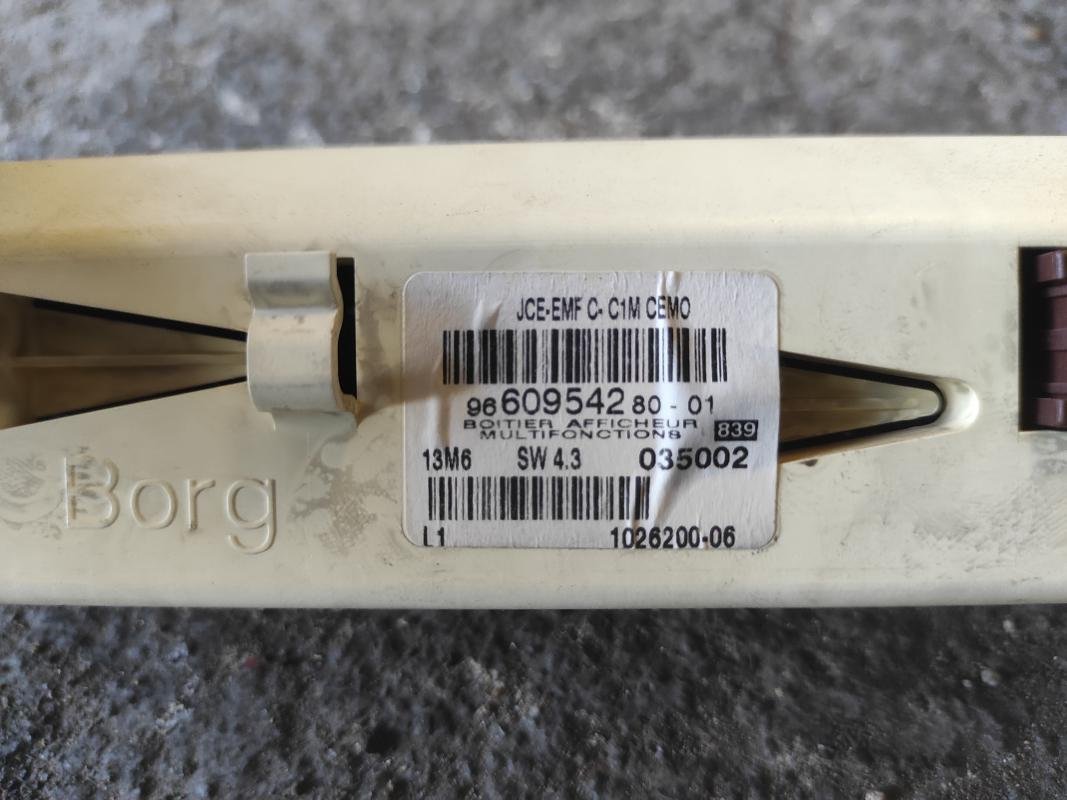 JCE-EMF C- C1M CEMO
96 609542 80 - 01
BOITIER AFFICHEUR
MULTIFONCTIONS 839
13M6 SW 4.3 035002
L1 1026200-06
Borg